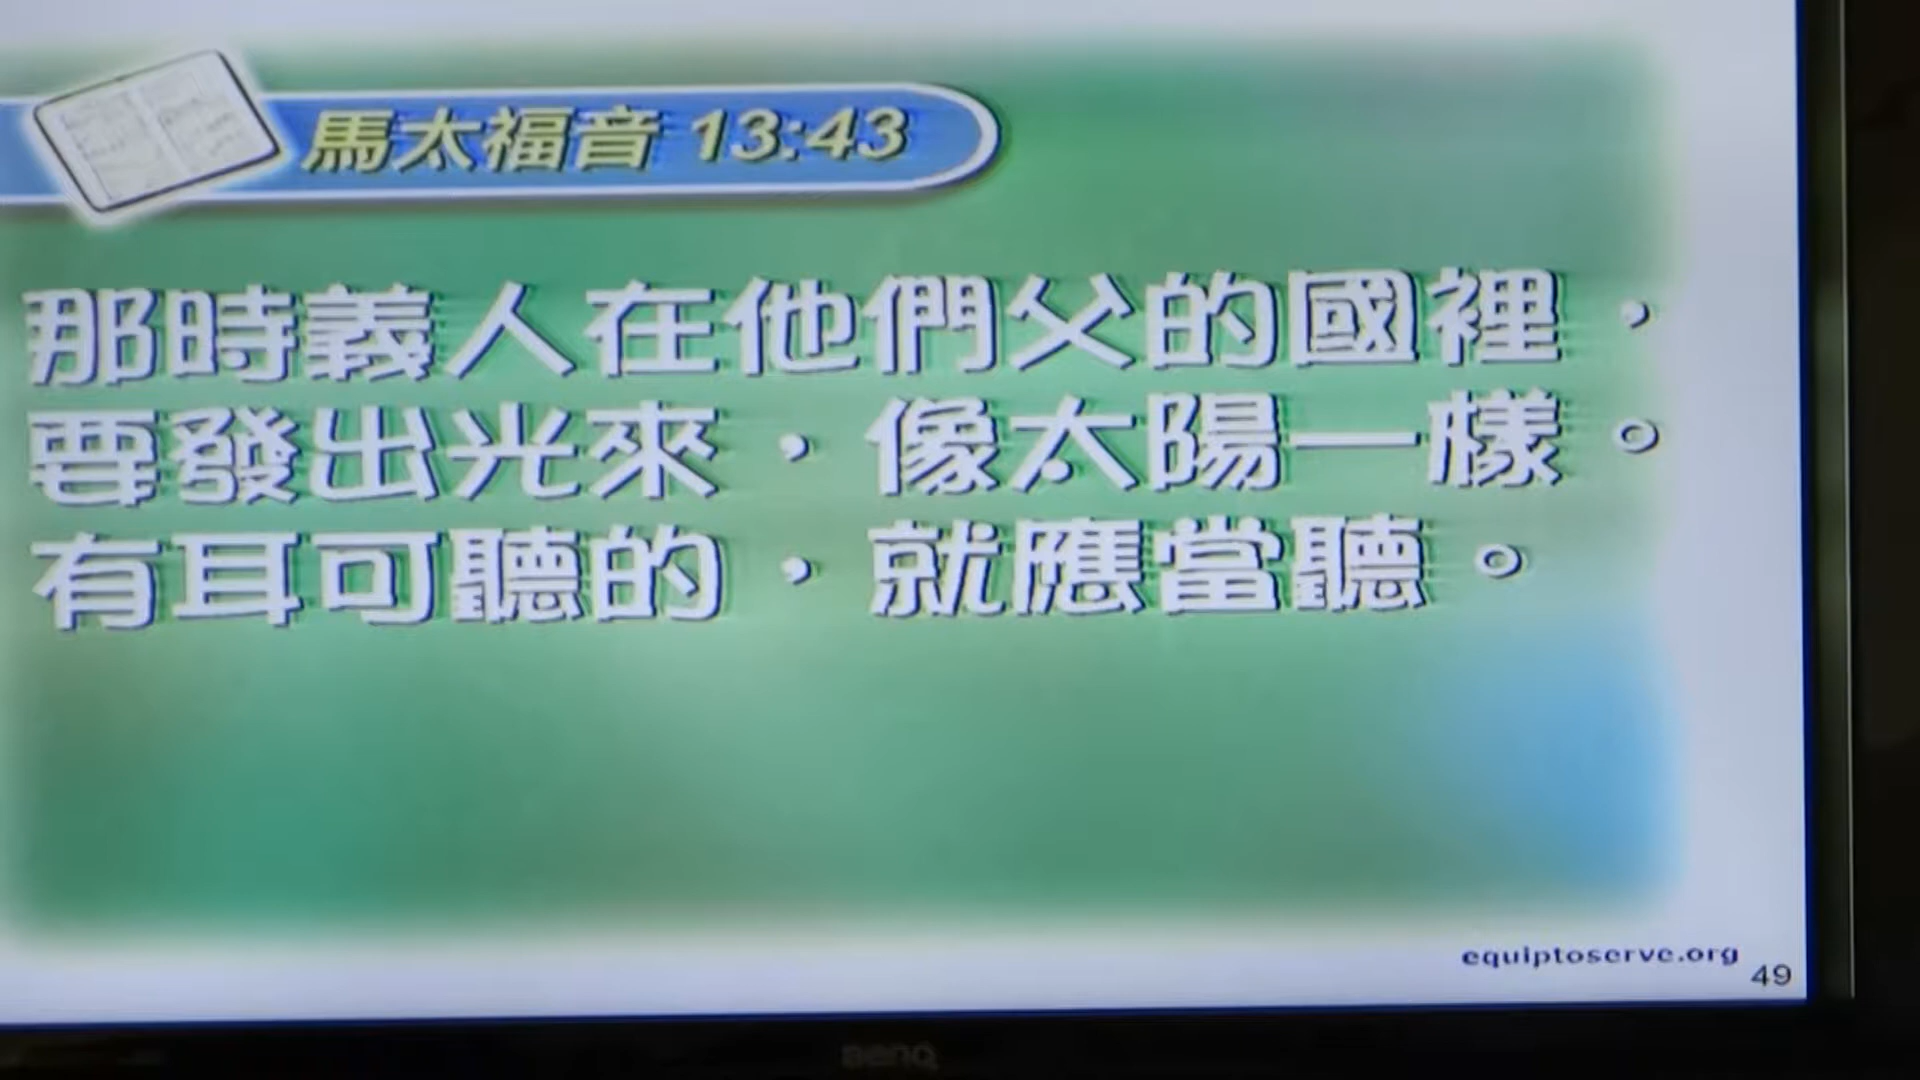 馬太福音 13:43
那時義人在他們父的國裡，
要發出光來，像太陽一樣。
有耳可聽的，就應當聽。
equiptoserve.org
49
BenQ